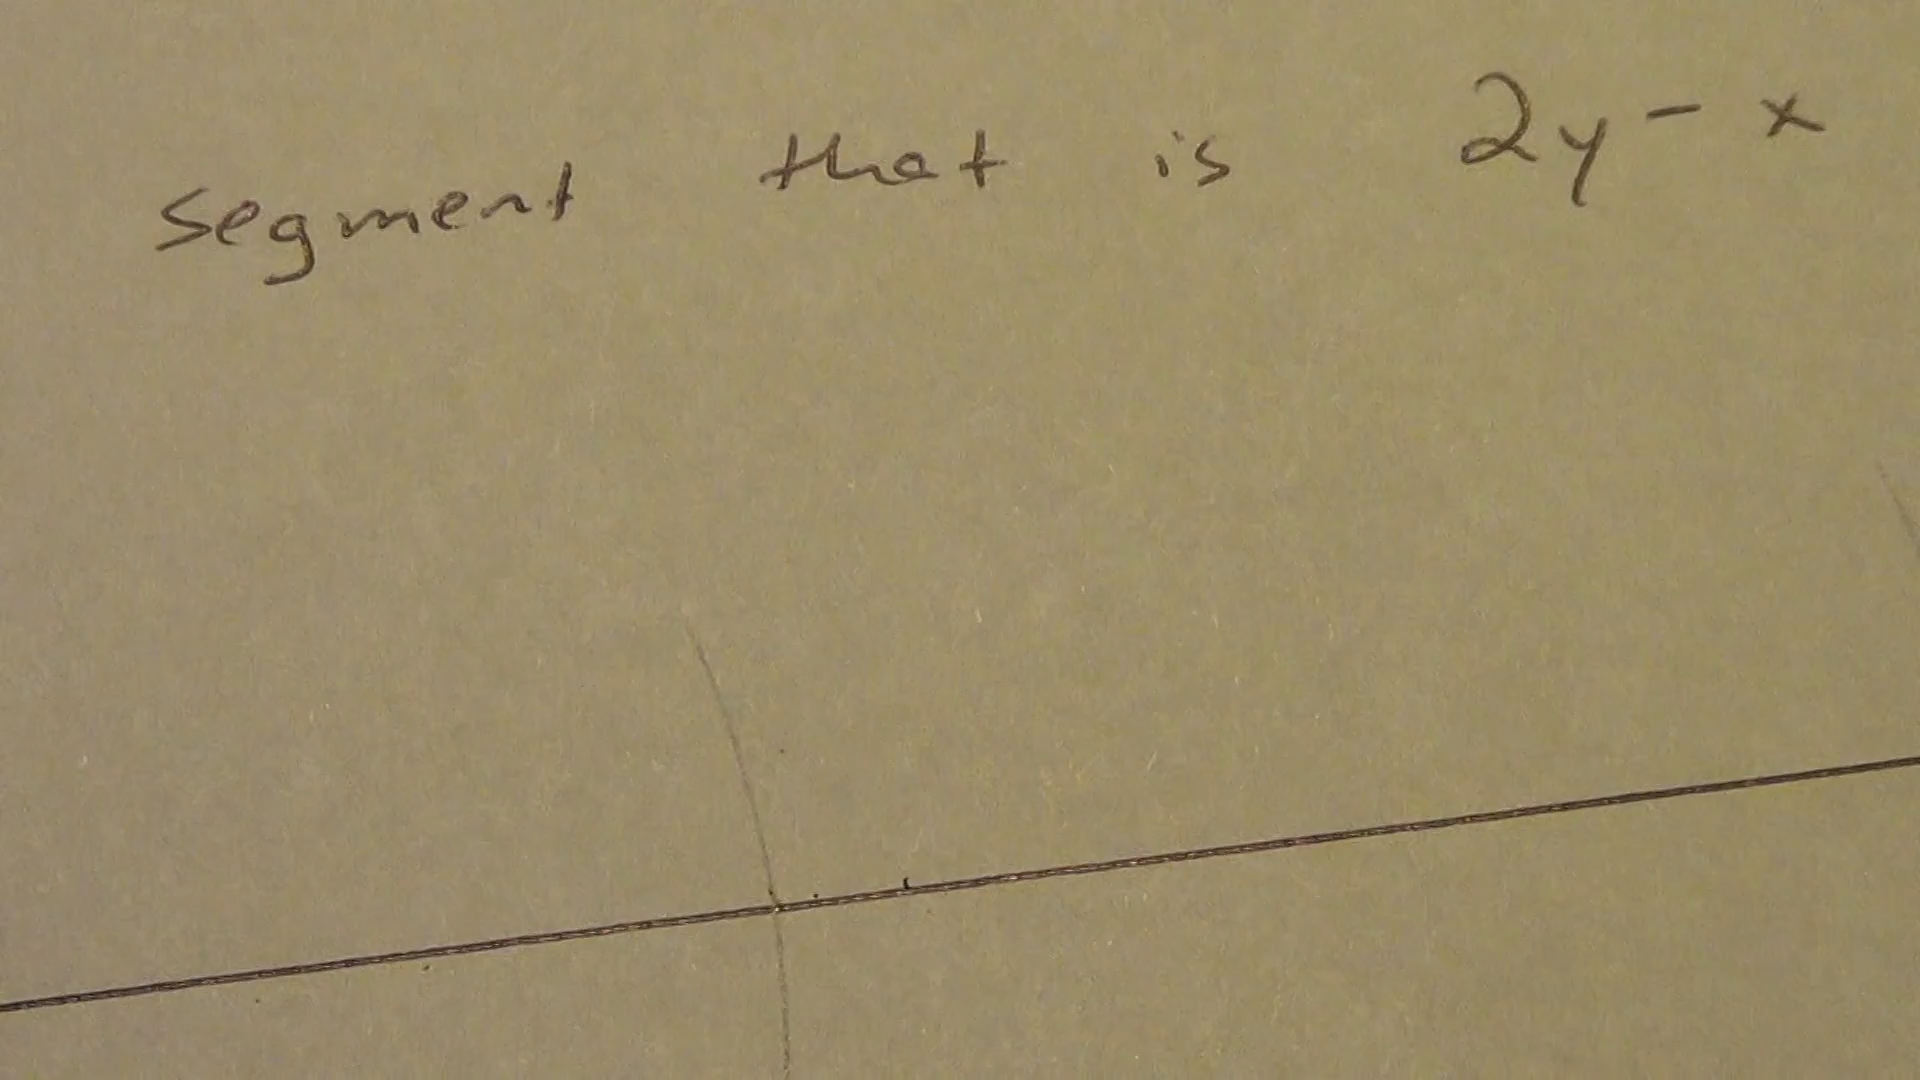 segment that is 2y - x